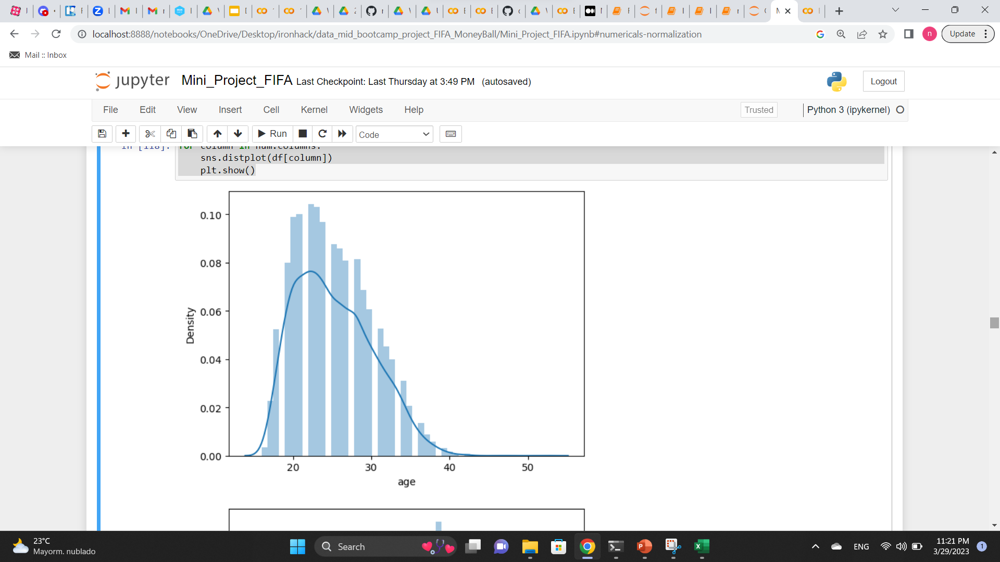 localhost:8888/notebooks/OneDrive/Desktop/ironhack/data_mid_bootcamp_project_FIFA_MoneyBall/Mini_Project_FIFA.ipynb#numericals-normalization
n
Update
Mail :: Inbox
jupyter Mini_Project_FIFA Last Checkpoint: Last Thursday at 3:49 PM (autosaved)
Logout
File Edit View Insert Cell Kernel Widgets Help
Trusted
Python 3 (ipykernel)
Run
Code
In [118]: for column in num.columns:
sns.distplot(df[column])
plt.show()
0.10
0.08
0.06
0.04
0.02
0.00
Density
20 30 40 50
age
23°C
Mayorm. nublado
Search
ENG
11:21 PM
3/29/2023
1